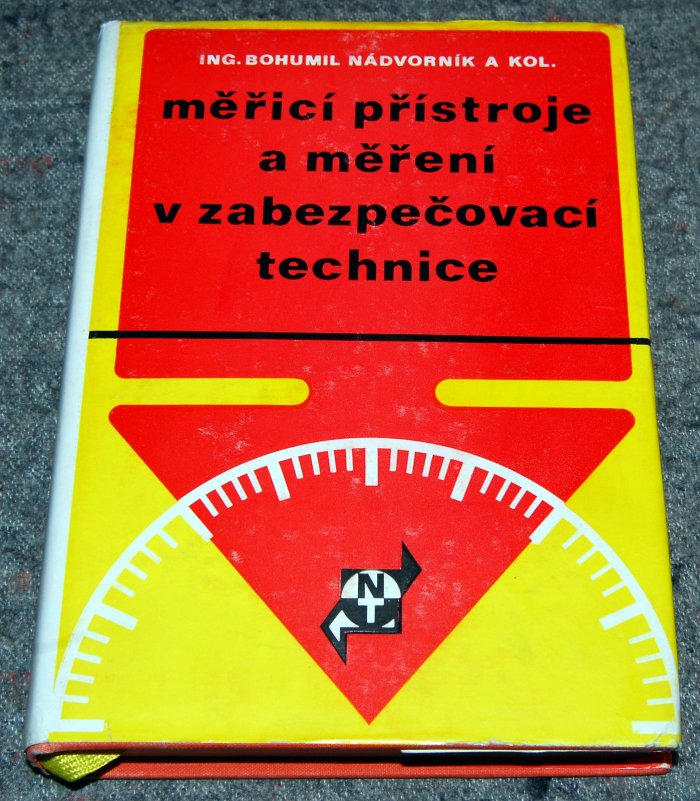 ING. BOHUMIL NÁDVORNÍK A KOL.
měřicí přístroje
a měření
v zabezpečovací
technice
N
T